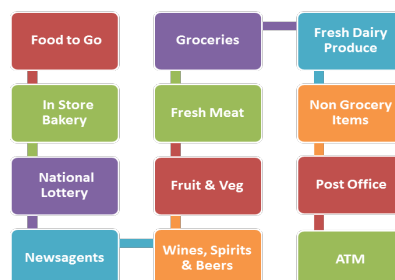 Food to Go
In Store
Bakery
National
Lottery
Newsagents
Wines, Spirits
& Beers
Fruit & Veg
Fresh Meat
Groceries
Fresh Dairy
Produce
Non Grocery
Items
Post Office
ATM